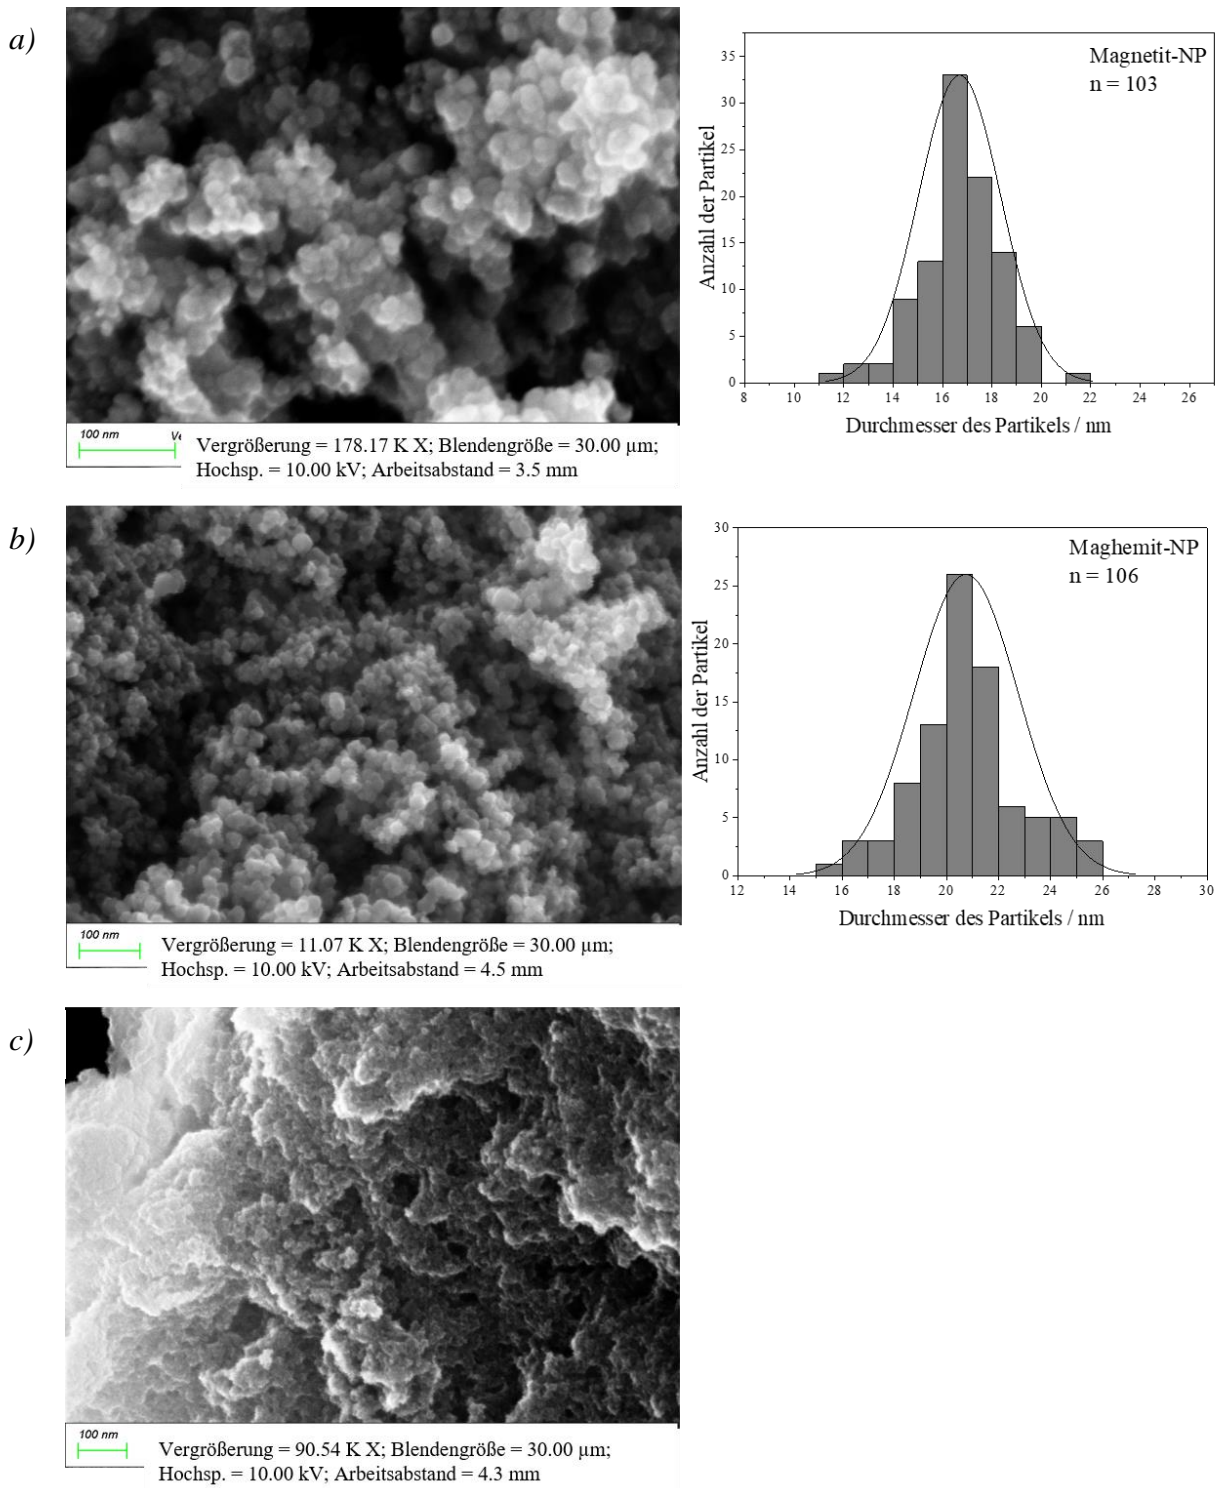 a)
100 nm
Ve
Vergrößerung = 178.17 K X; Blendengröße = 30.00 µm;
Hochsp. = 10.00 kV; Arbeitsabstand = 3.5 mm
Magnetit-NP
n = 103
Anzahl der Partikel
35
30
25
20
15
10
5
0
8 10 12 14 16 18 20 22 24 26
Durchmesser des Partikels / nm
b)
100 nm
Vergrößerung = 11.07 K X; Blendengröße = 30.00 µm;
Hochsp. = 10.00 kV; Arbeitsabstand = 4.5 mm
Maghemit-NP
n = 106
Anzahl der Partikel
30
25
20
15
10
5
0
12 14 16 18 20 22 24 26 28 30
Durchmesser des Partikels / nm
c)
100 nm
Vergrößerung = 90.54 K X; Blendengröße = 30.00 µm;
Hochsp. = 10.00 kV; Arbeitsabstand = 4.3 mm